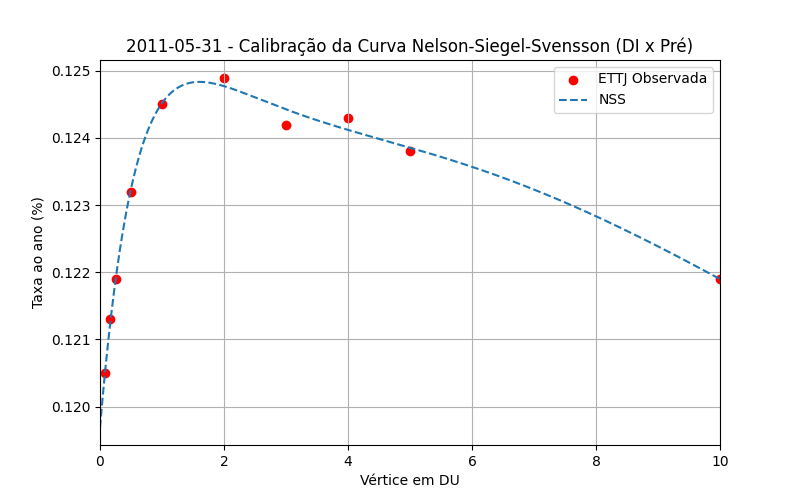 2011-05-31 - Calibração da Curva Nelson-Siegel-Svensson (DI x Pré)
ETTJ Observada
NSS
Taxa ao ano (%)
0.125
0.124
0.123
0.122
0.121
0.120
0 2 4 6 8 10
Vértice em DU